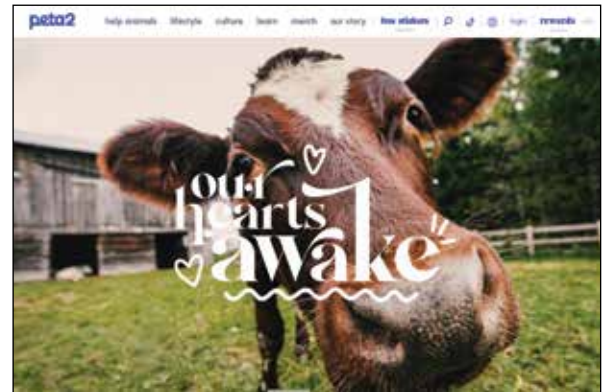 peta2 help animals lifestyle culture learn merch our story free stickers login rewards
our
hearts
awake